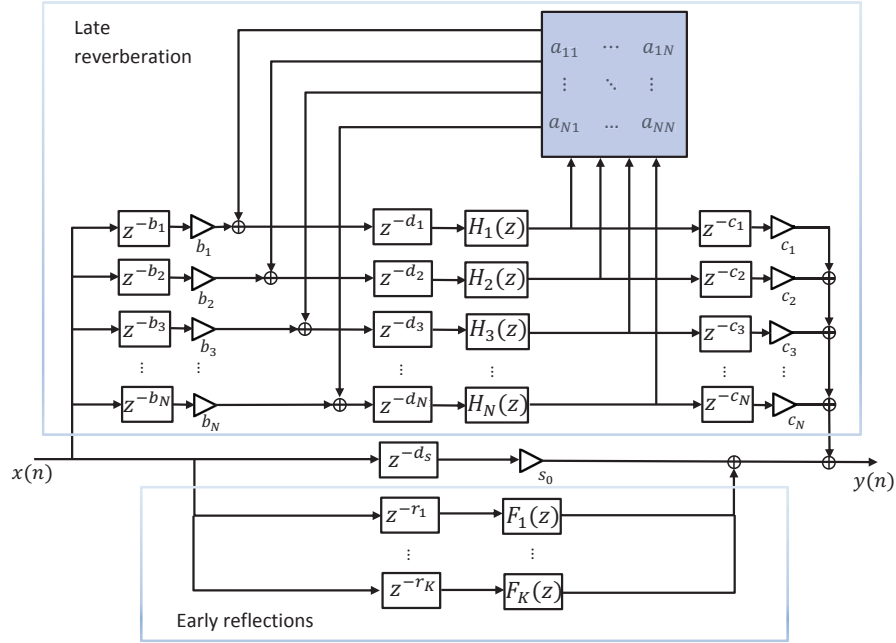 Late
reverberation
a₁₁ ⋯ a₁N
⋮ ⋱ ⋮
aN₁ … aNN
z^−b₁ b₁ z^−d₁ H₁(z) z^−c₁ c₁
z^−b₂ b₂ z^−d₂ H₂(z) z^−c₂ c₂
z^−b₃ b₃ z^−d₃ H₃(z) z^−c₃ c₃
⋮ ⋮ ⋮ ⋮ ⋮ ⋮
z^−bN bN z^−dN HN(z) z^−cN cN
x(n) z^−dₛ s₀ y(n)
z^−r₁ F₁(z)
⋮ ⋮
z^−rK FK(z)
Early reflections